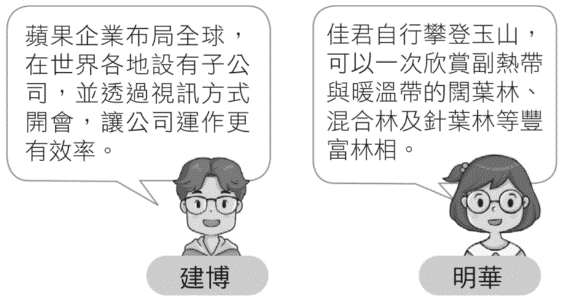 蘋果企業布局全球，
在世界各地設有子公
司，並透過視訊方式
開會，讓公司運作更
有效率。
建博
佳君自行攀登玉山，
可以一次欣賞副熱帶
與暖溫帶的闊葉林、
混合林及針葉林等豐
富林相。
明華